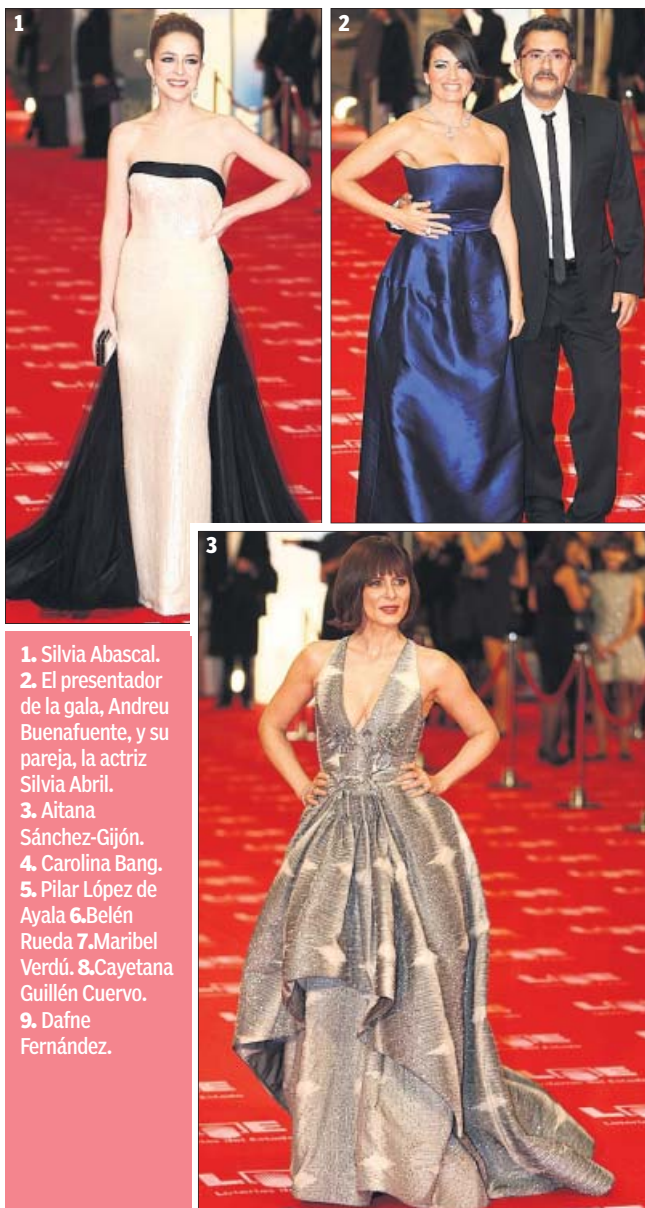 1
2
3
1. Silvia Abascal.
2. El presentador
de la gala, Andreu
Buenafuente, y su
pareja, la actriz
Silvia Abril.
3. Aitana
Sánchez-Gijón.
4. Carolina Bang.
5. Pilar López de
Ayala 6.Belén
Rueda 7.Maribel
Verdú. 8.Cayetana
Guillén Cuervo.
9. Dafne
Fernández.